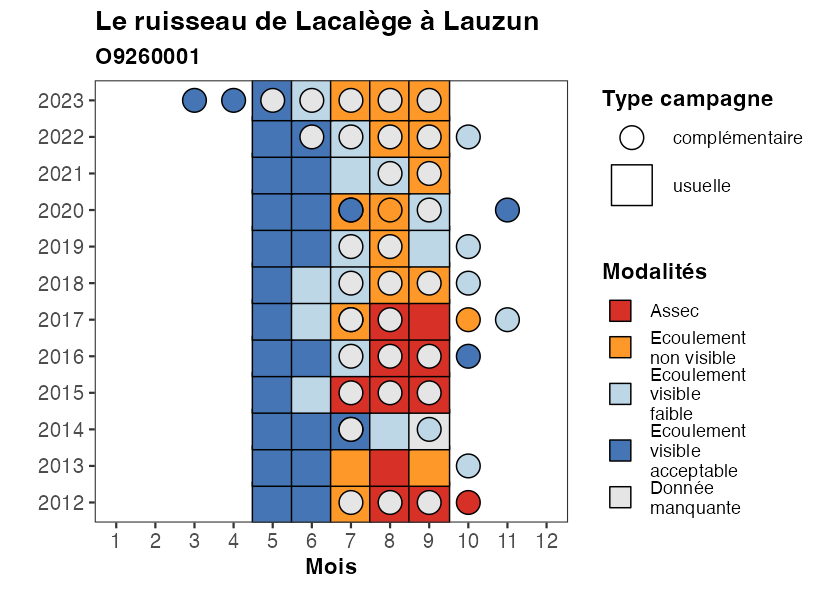 Le ruisseau de Lacalège à Lauzun
O9260001
2023
2022
2021
2020
2019
2018
2017
2016
2015
2014
2013
2012
1 2 3 4 5 6 7 8 9 10 11 12
Mois
Type campagne
complémentaire
usuelle
Modalités
Assec
Ecoulement
non visible
Ecoulement
visible
faible
Ecoulement
visible
acceptable
Donnée
manquante